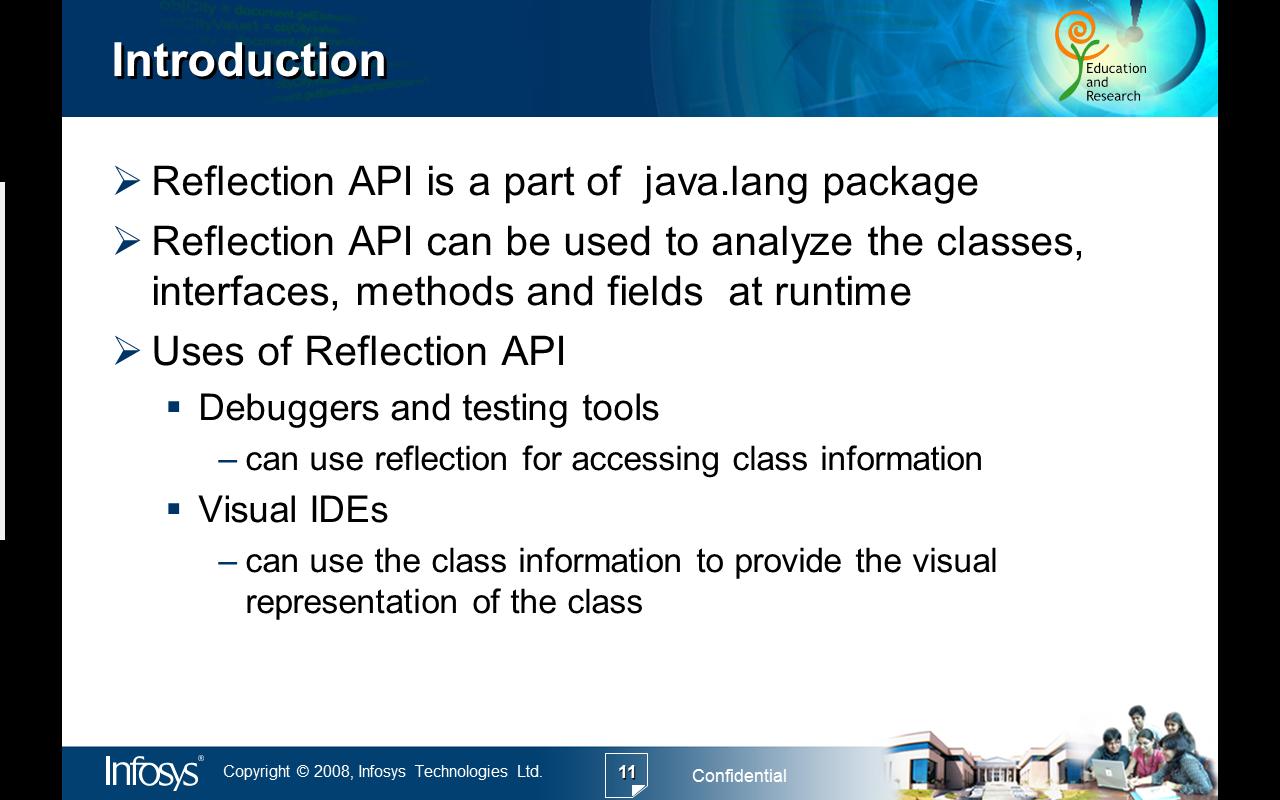 Introduction
Education
and
Research
➢ Reflection API is a part of java.lang package
➢ Reflection API can be used to analyze the classes,
interfaces, methods and fields at runtime
➢ Uses of Reflection API
▪ Debuggers and testing tools
– can use reflection for accessing class information
▪ Visual IDEs
– can use the class information to provide the visual
representation of the class
Infosys®
Copyright © 2008, Infosys Technologies Ltd.
11
Confidential